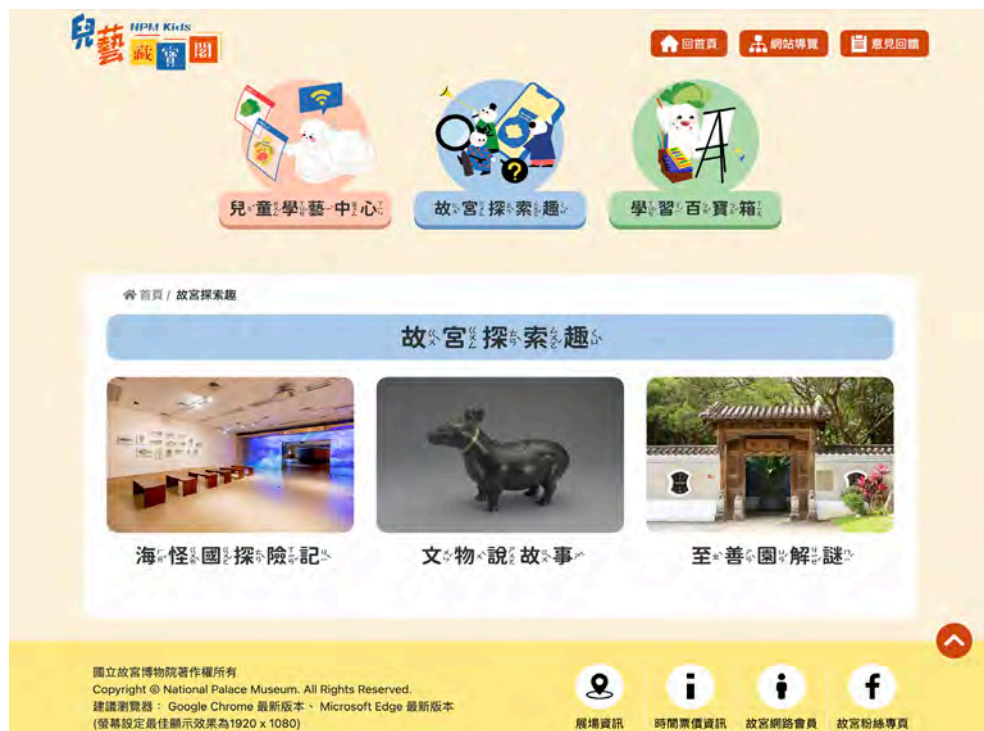 NPM Kids
兒藝
藏寶閣
回首頁
網站導覽
意見回饋
兒童學藝中心
故宮探索趣
學習百寶箱
首頁 / 故宮探索趣
故宮探索趣
海怪國探險記
文物說故事
至善園解謎
國立故宮博物院著作權所有
Copyright © National Palace Museum. All Rights Reserved.
建議瀏覽器： Google Chrome 最新版本、 Microsoft Edge 最新版本
(螢幕設定最佳顯示效果為1920 x 1080)
展場資訊
時間票價資訊
故宮網路會員
故宮粉絲專頁